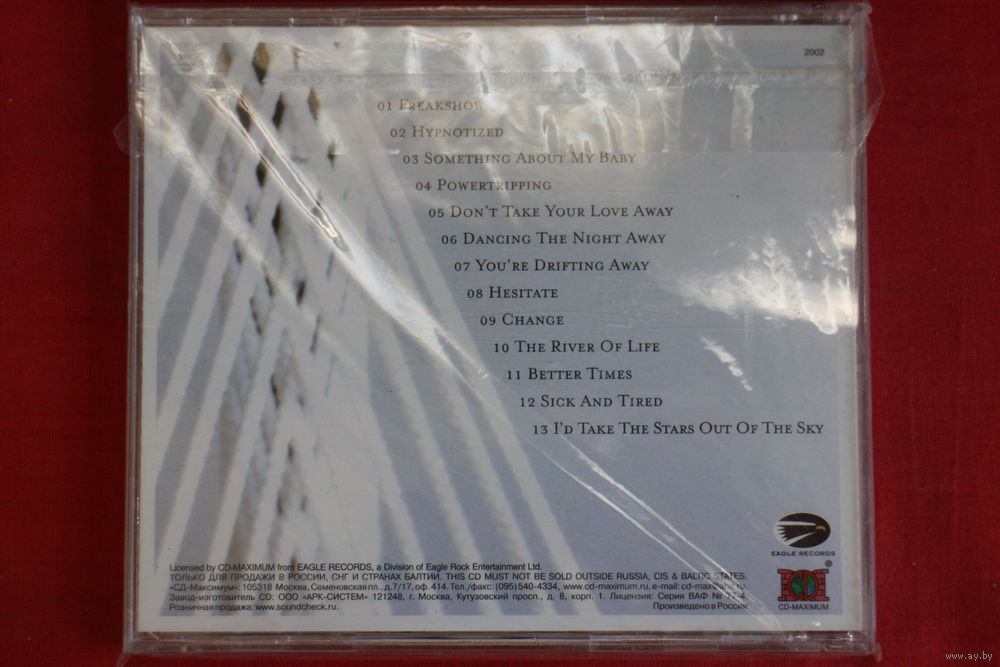 2002
01 Freakshow
02 Hypnotized
03 Something About My Baby
04 Powertripping
05 Don't Take Your Love Away
06 Dancing The Night Away
07 You're Drifting Away
08 Hesitate
09 Change
10 The River Of Life
11 Better Times
12 Sick And Tired
13 I'd Take The Stars Out Of The Sky
EAGLE RECORDS
Licensed by CD-MAXIMUM from EAGLE RECORDS, a Division of Eagle Rock Entertainment Ltd.
ТОЛЬКО ДЛЯ ПРОДАЖИ В РОССИИ, СНГ И СТРАНАХ БАЛТИИ. THIS CD MUST NOT BE SOLD OUTSIDE RUSSIA, CIS & BALTIC STATES.
«СД-Максимум»: 105318 Москва, Семеновская пл., д.7/17, оф. 414. Тел./факс: (095) 540-4334, www.cd-maximum.ru. e-mail: cd-max@aha.ru.
Завод-изготовитель CD: ООО «АРК-СИСТЕМ» 121248, г. Москва, Кутузовский просп., д. 8, корп. 1. Лицензия: Серия ВАФ № 77-4.
Розничная продажа: www.soundcheck.ru. Произведено в России
®
CD-MAXIMUM
www.ay.by